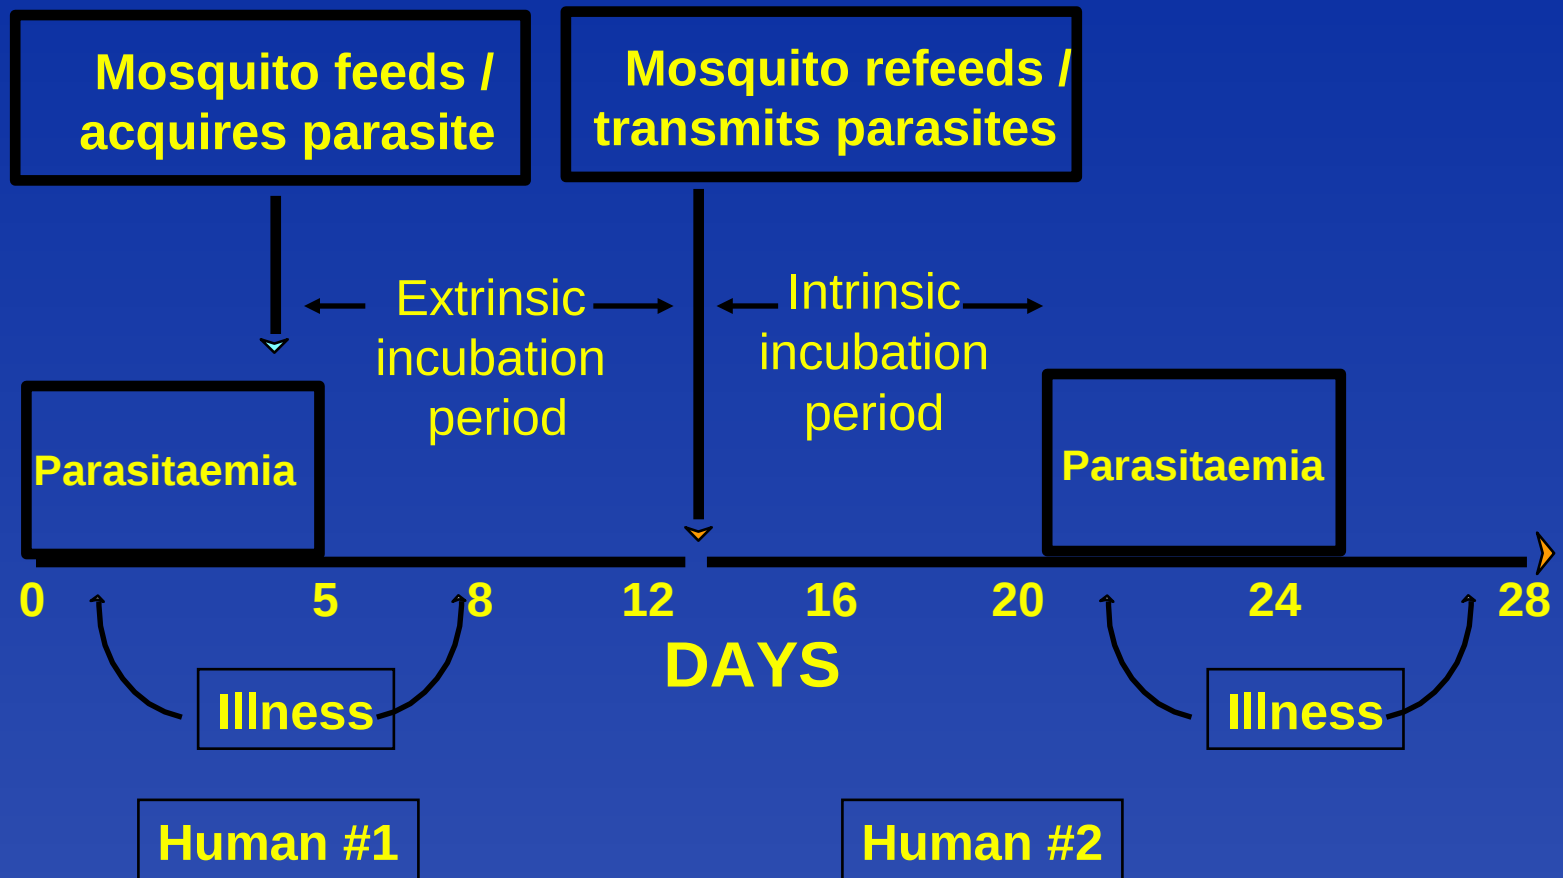 Mosquito feeds /
acquires parasite
Mosquito refeeds /
transmits parasites
Extrinsic
incubation
period
Intrinsic
incubation
period
Parasitaemia
Parasitaemia
0 5 8 12 16 20 24 28
DAYS
Illness
Illness
Human #1
Human #2